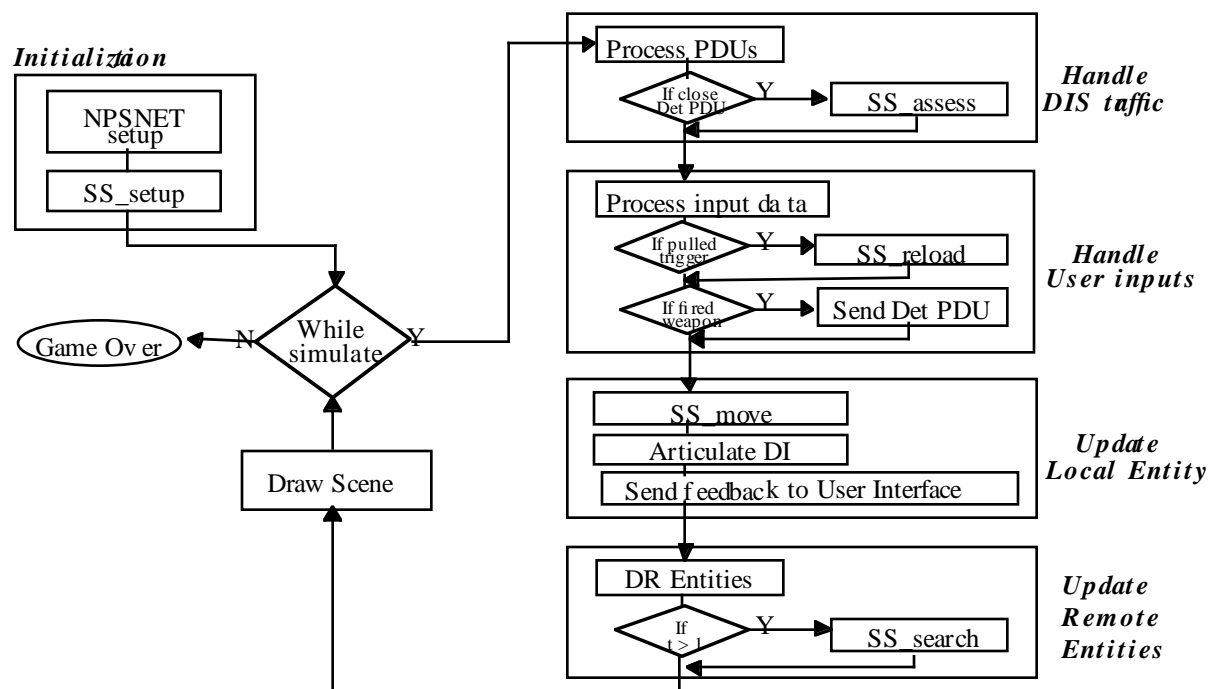 Initialization
NPSNET
setup
SS_setup
While
simulate
N
Y
Game Over
Draw Scene
Process PDUs
If close
Det PDU
Y
SS_assess
Handle
DIS traffic
Process input data
If pulled
trigger
Y
SS_reload
If fired
weapon
Y
Send Det PDU
Handle
User inputs
SS_move
Articulate DI
Send feedback to User Interface
Update
Local Entity
DR Entities
If
t > 1
Y
SS_search
Update
Remote
Entities